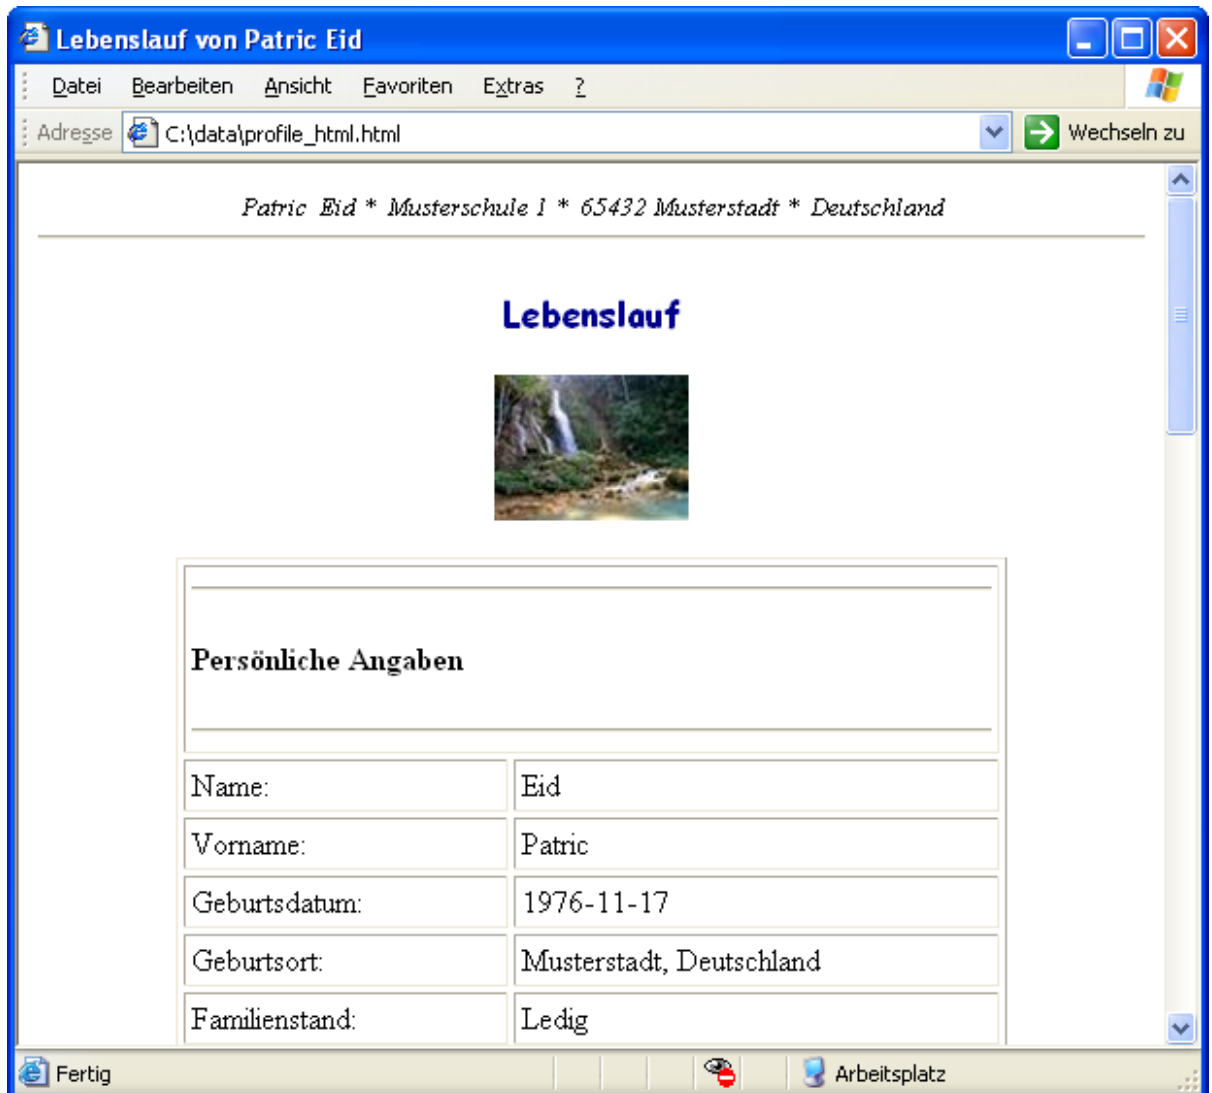 Lebenslauf von Patric Eid
Datei Bearbeiten Ansicht Favoriten Extras ?
Adresse C:\data\profile_html.html Wechseln zu
Patric Eid * Musterschule 1 * 65432 Musterstadt * Deutschland
Lebenslauf
Persönliche Angaben
Name: Eid
Vorname: Patric
Geburtsdatum: 1976-11-17
Geburtsort: Musterstadt, Deutschland
Familienstand: Ledig
Fertig Arbeitsplatz